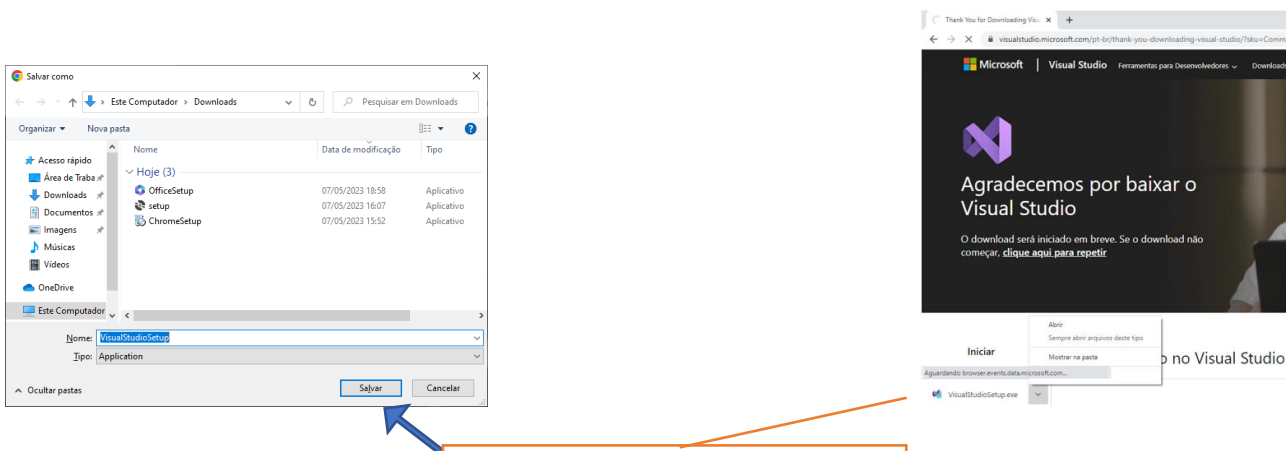 Salvar como
Este Computador > Downloads
Pesquisar em Downloads
Organizar
Nova pasta
Acesso rápido
Área de Traba
Downloads
Documentos
Imagens
Músicas
Vídeos
OneDrive
Este Computador
Nome
Data de modificação
Tipo
Hoje (3)
OfficeSetup 07/05/2023 18:58 Aplicativo
setup 07/05/2023 16:07 Aplicativo
ChromeSetup 07/05/2023 15:52 Aplicativo
Nome: VisualStudioSetup
Tipo: Application
Ocultar pastas
Salvar
Cancelar
Thank You for Downloading Visu
visualstudio.microsoft.com/pt-br/thank-you-downloading-visual-studio/?sku=Comm
Microsoft | Visual Studio Ferramentas para Desenvolvedores Downloads
Agradecemos por baixar o
Visual Studio
O download será iniciado em breve. Se o download não
começar, clique aqui para repetir
Abrir
Sempre abrir arquivos deste tipo
Mostrar na pasta
Iniciar
o no Visual Studio
Aguardando browser.events.data.microsoft.com...
VisualStudioSetup.exe